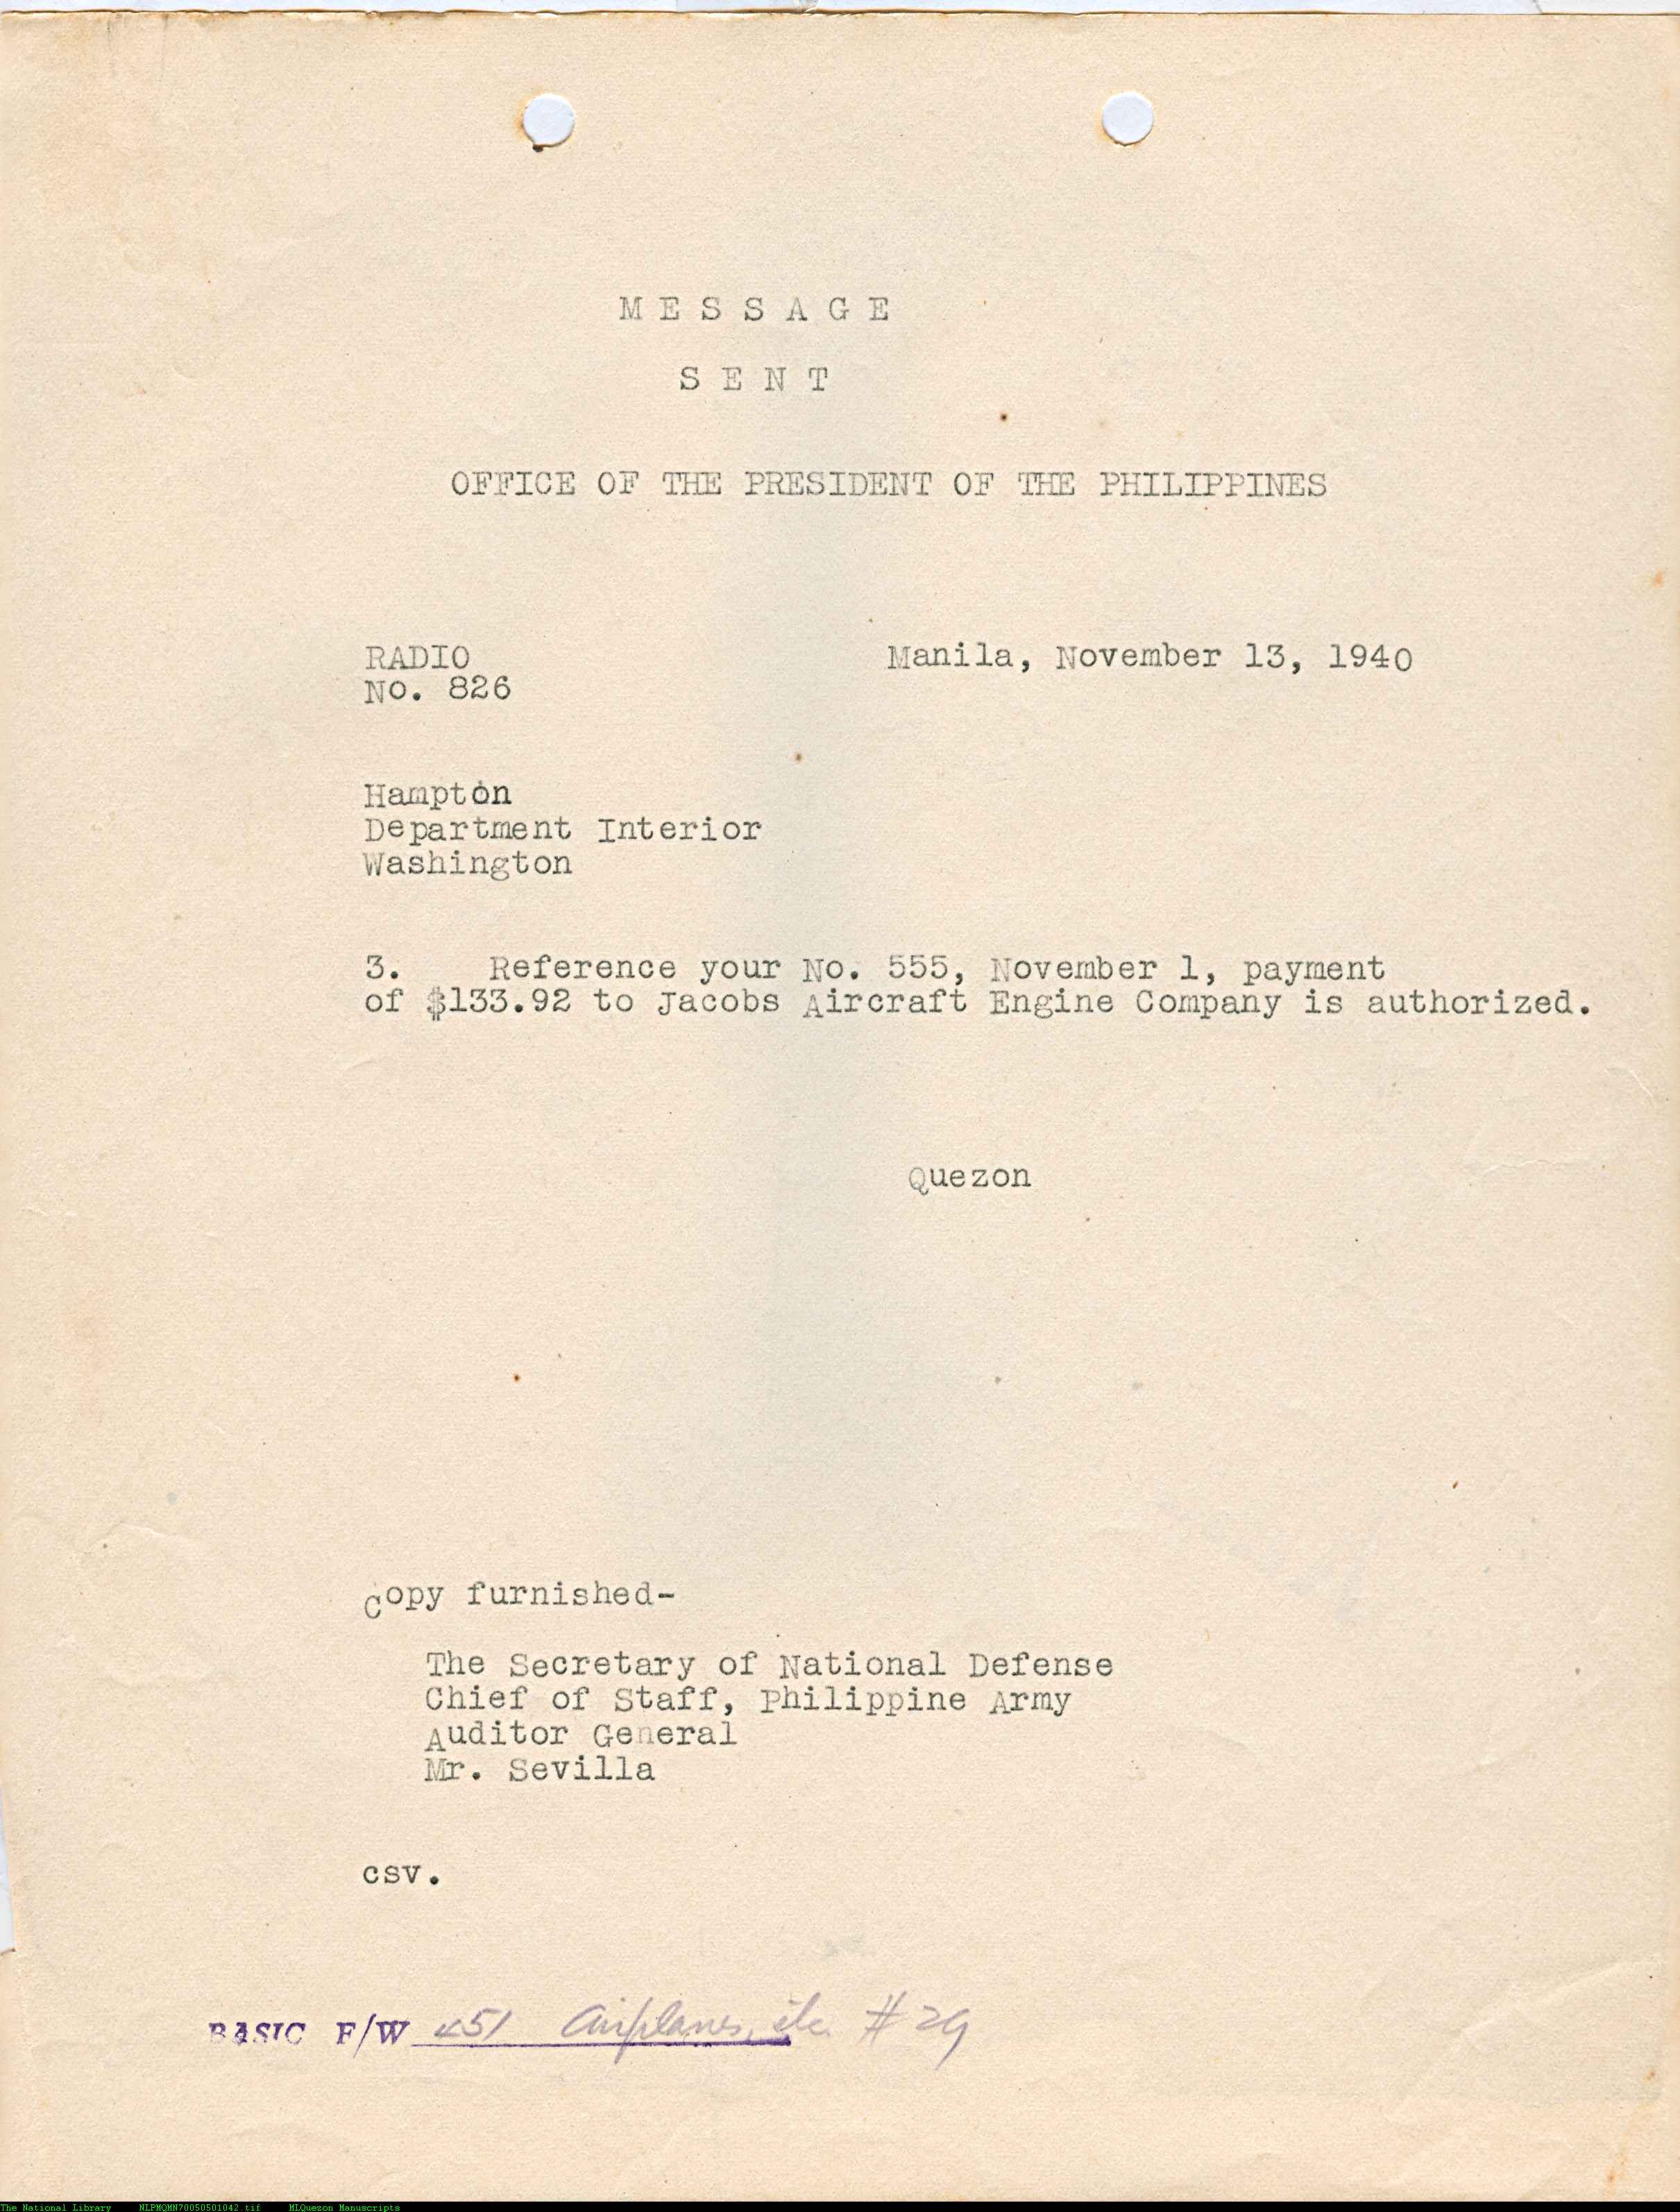 M E S S A G E
S E N T
OFFICE OF THE PRESIDENT OF THE PHILIPPINES
RADIO Manila, November 13, 1940
No. 826
Hampton
Department Interior
Washington
3. Reference your No. 555, November 1, payment
of $133.92 to Jacobs Aircraft Engine Company is authorized.
Quezon
Copy furnished-
The Secretary of National Defense
Chief of Staff, Philippine Army
Auditor General
Mr. Sevilla
csv.
BASIC F/W 451 Airplanes, etc. #29
The National Library NLPMQMN70050501042.tif MLQuezon Manuscripts